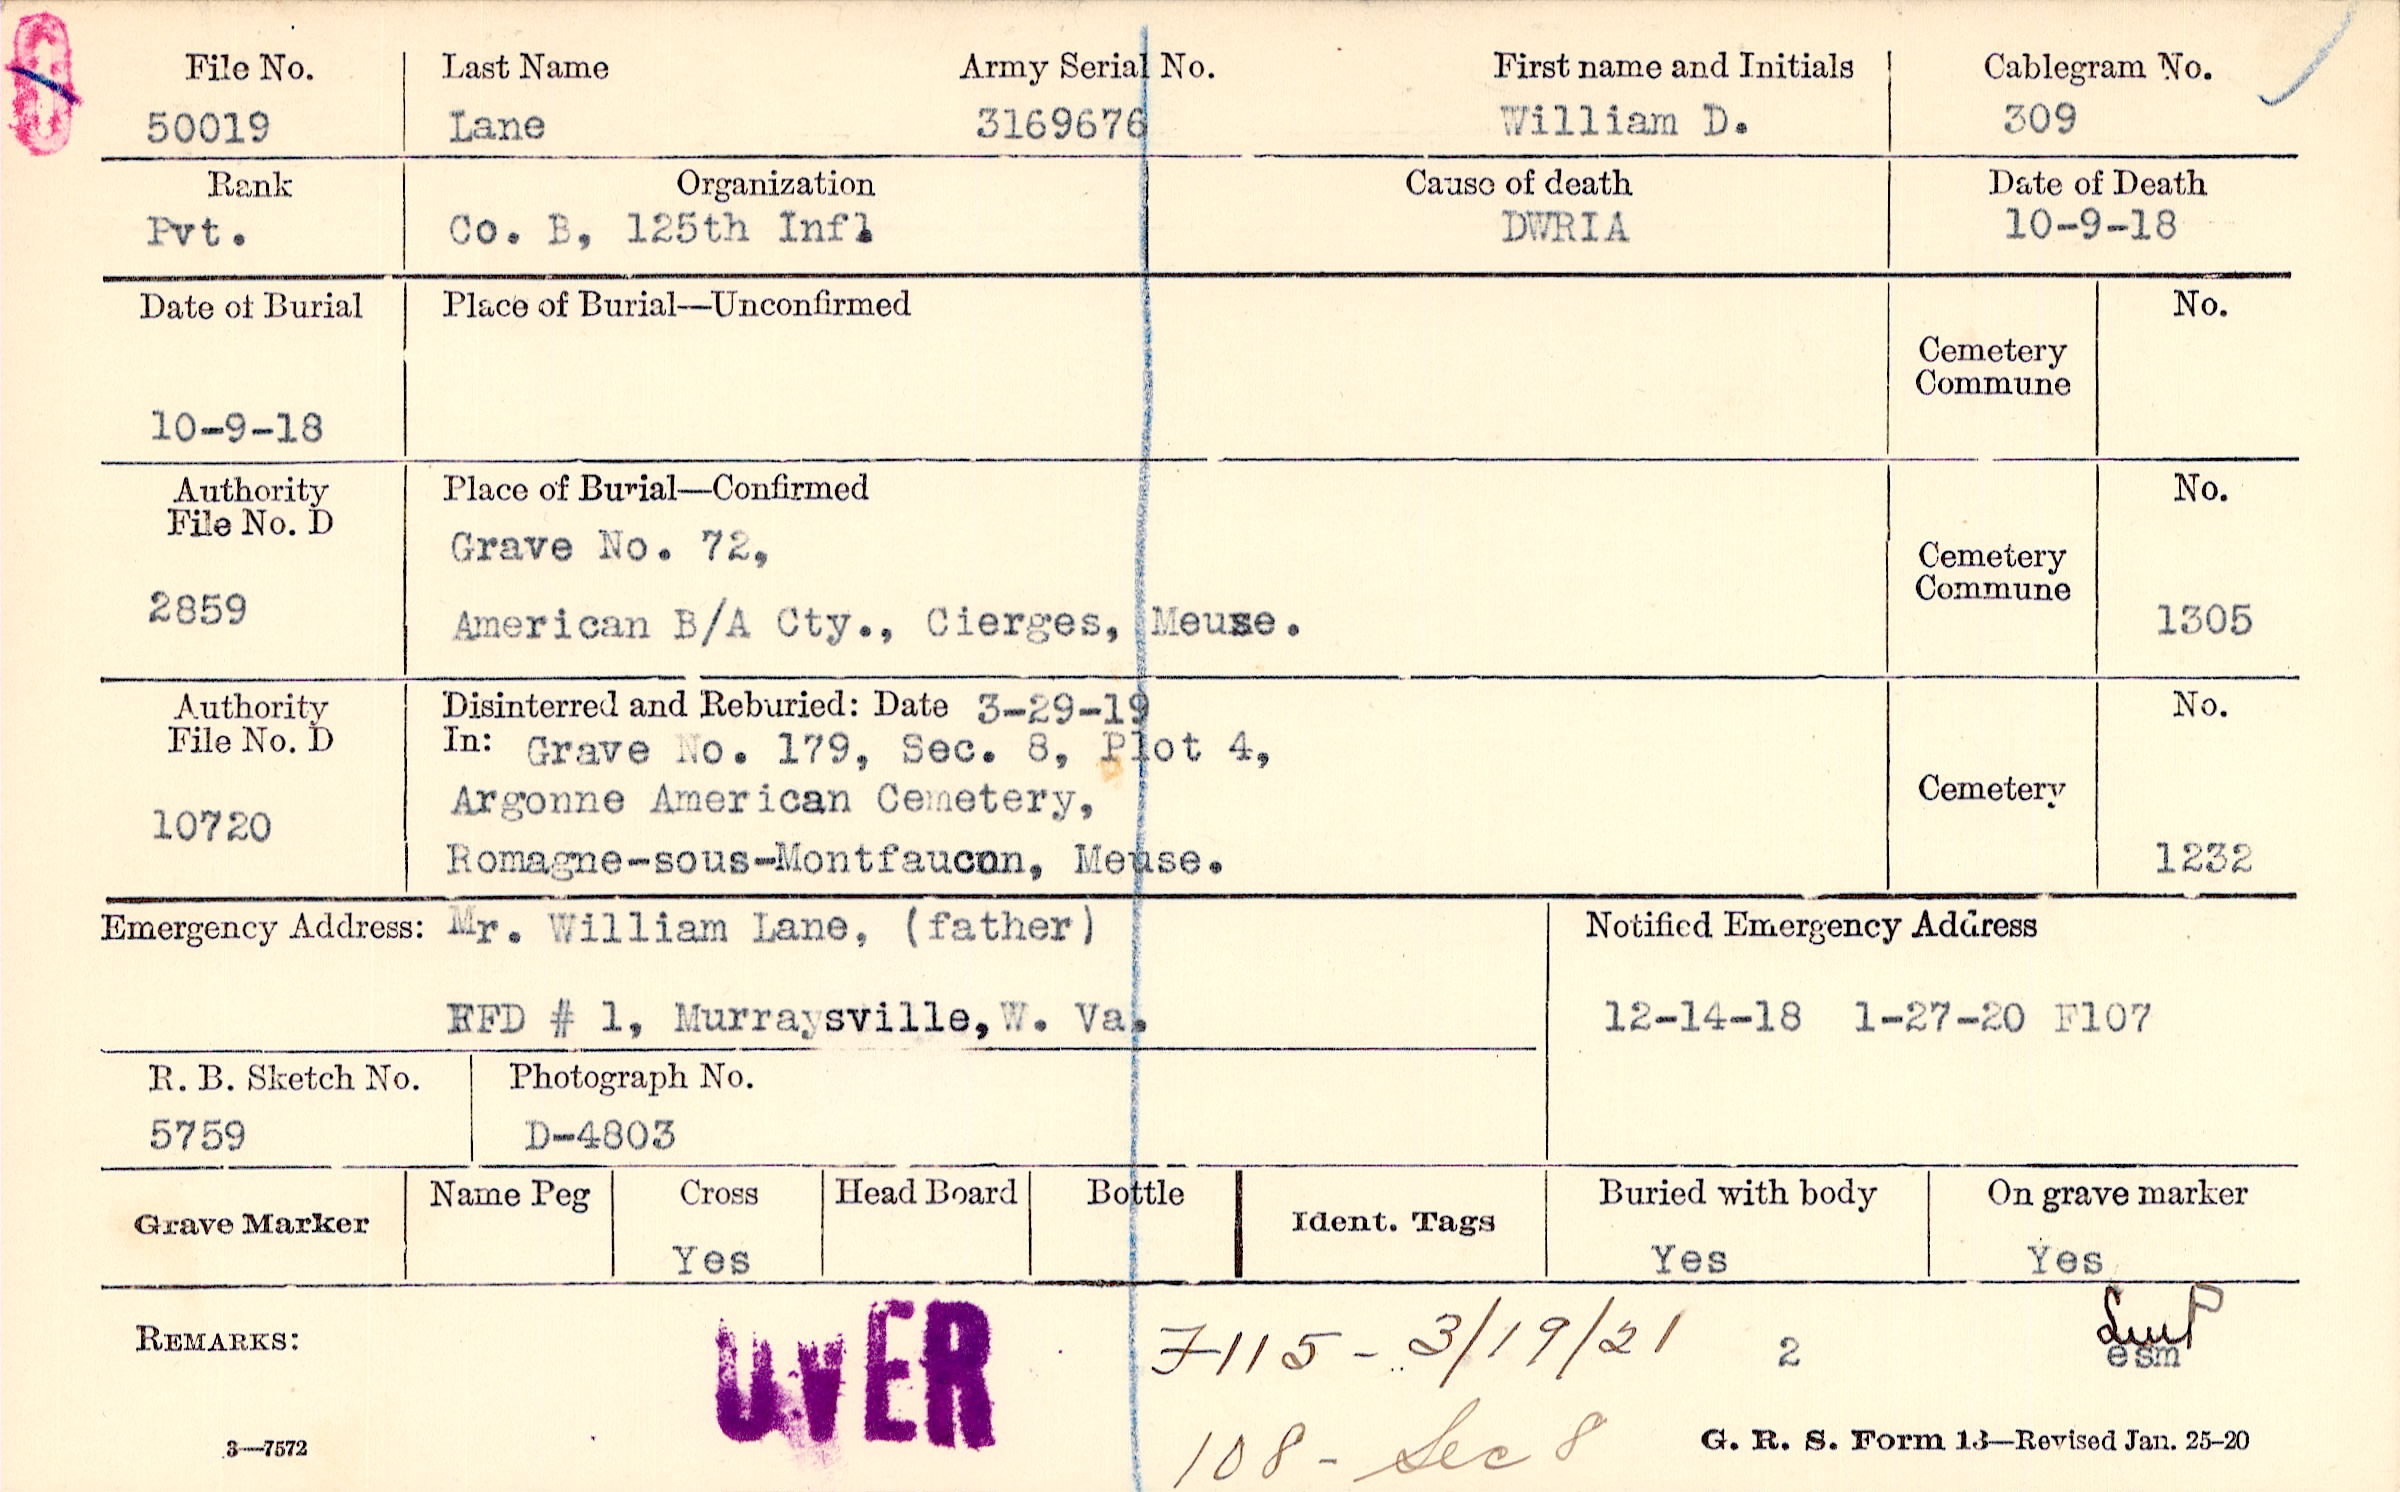 File No. Last Name Army Serial No. First name and Initials Cablegram No.
50019 Lane 3169676 William D. 309
Rank Organization Cause of death Date of Death
Pvt. Co. B, 125th Infl DWRIA 10-9-18
Date of Burial Place of Burial—Unconfirmed No.
Cemetery
Commune
10-9-18
Authority Place of Burial—Confirmed No.
File No. D
Grave No. 72,
Cemetery
Commune
2859 American B/A Cty., Cierges, Meuse. 1305
Authority Disinterred and Reburied: Date 3-29-19 No.
File No. D In: Grave No. 179, Sec. 8, Plot 4,
Argonne American Cemetery, Cemetery
10720
Romagne-sous-Montfaucon, Meuse. 1232
Emergency Address: Mr. William Lane, (father) Notified Emergency Address
RFD # 1, Murraysville, W. Va. 12-14-18 1-27-20 F107
R. B. Sketch No. Photograph No.
5759 D-4803
Name Peg Cross Head Board Bottle Buried with body On grave marker
Grave Marker Ident. Tags
Yes Yes Yes
REMARKS: OVER 7115 - 3/19/21 2 esm
108 - Sec 8
3—7572 G. R. S. Form 13—Revised Jan. 25-20